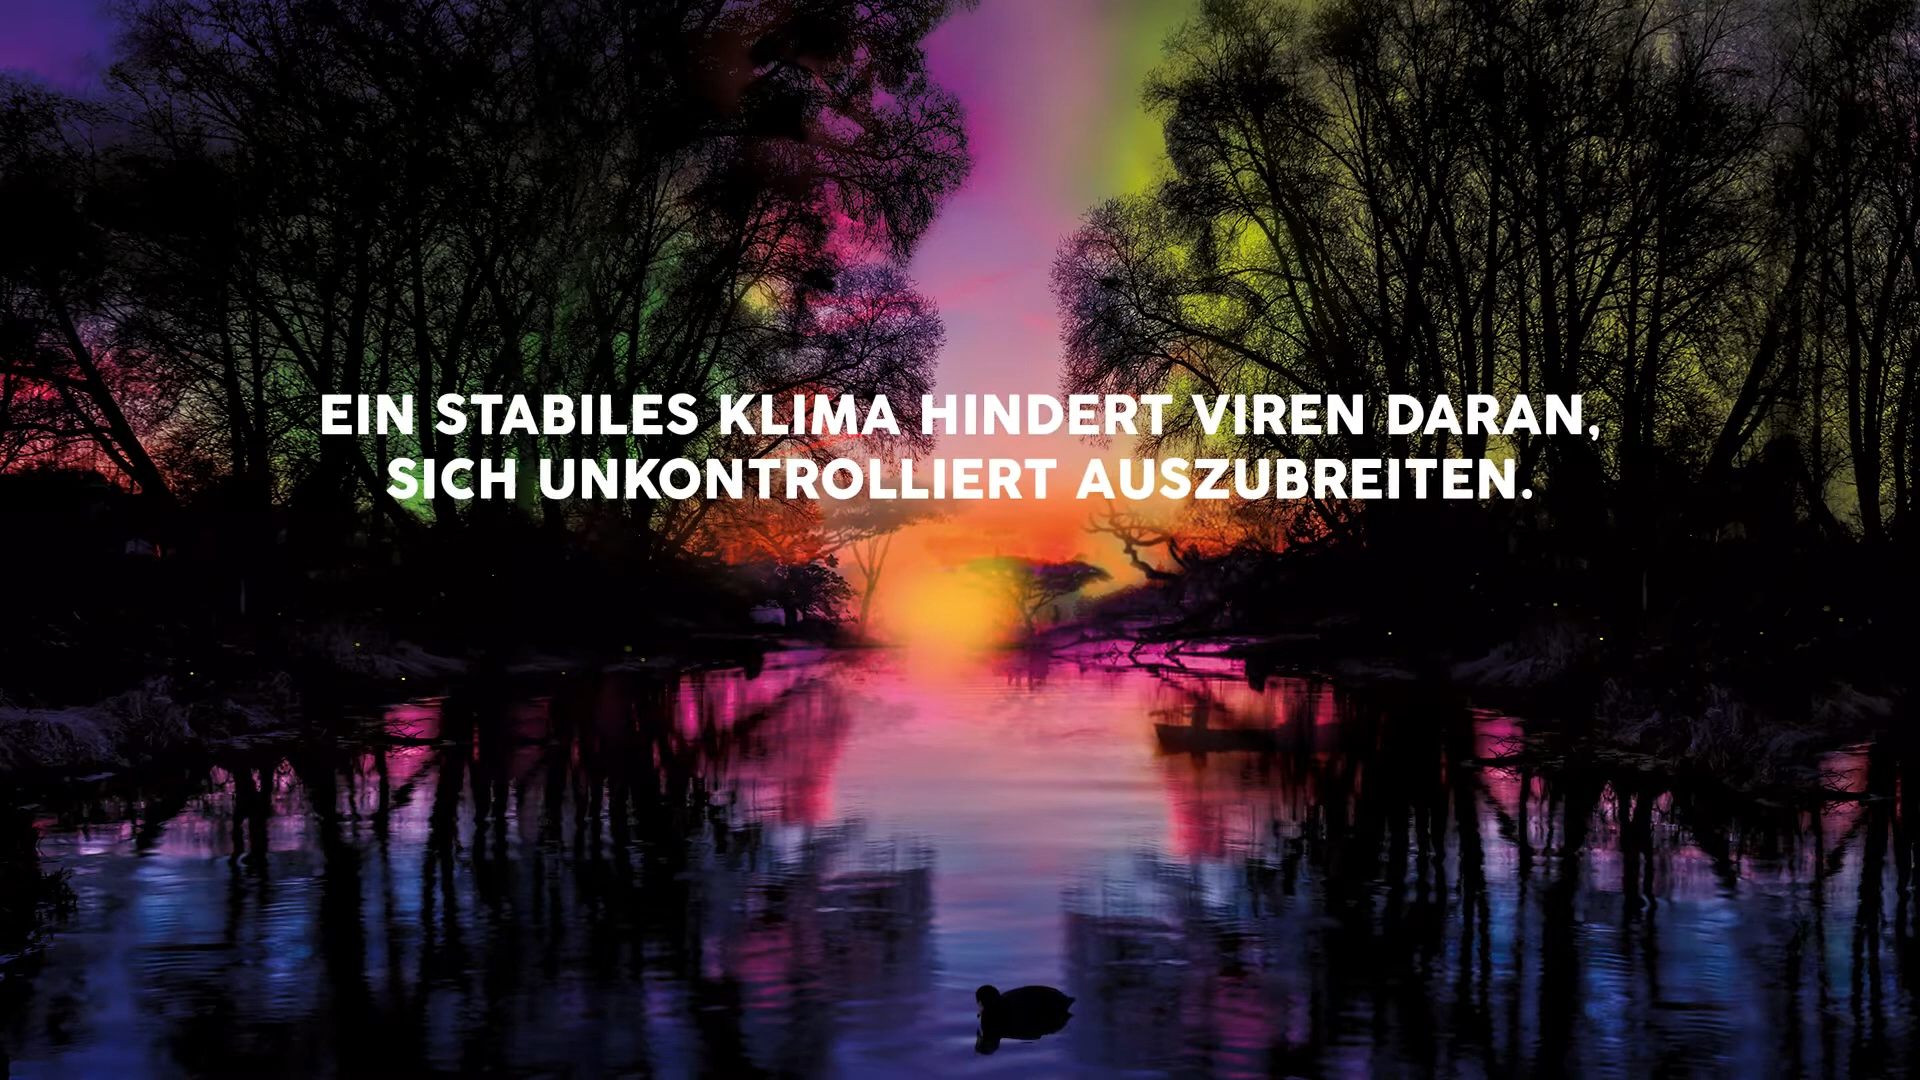 EIN STABILES KLIMA HINDERT VIREN DARAN,
SICH UNKONTROLLIERT AUSZUBREITEN.